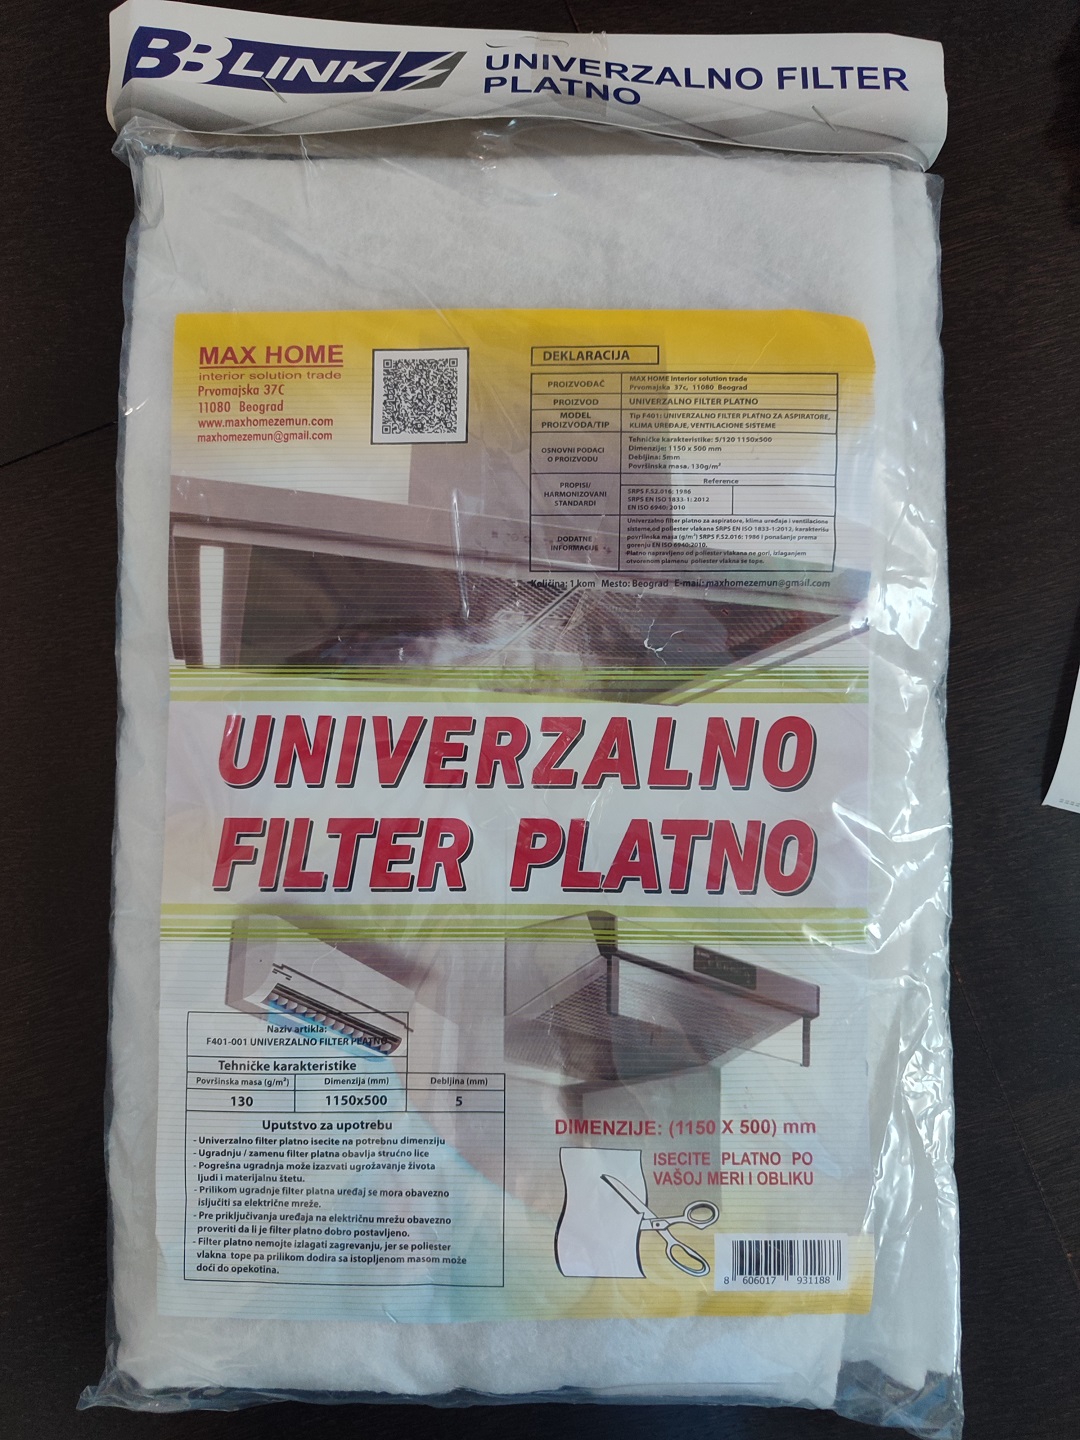 BB LINK
UNIVERZALNO FILTER
PLATNO
MAX HOME
interior solution trade
Prvomajska 37C
11080 Beograd
www.maxhomezemun.com
maxhomezemun@gmail.com
DEKLARACIJA
PROIZVOĐAČ
MAX HOME interior solution trade
Prvomajska 37c, 11080 Beograd
PROIZVOD
UNIVERZALNO FILTER PLATNO
MODEL
PROIZVODA/TIP
Tip F401: UNIVERZALNO FILTER PLATNO ZA ASPIRATORE,
KLIMA UREĐAJE, VENTILACIONE SISTEME
OSNOVNI PODACI
O PROIZVODU
Tehničke karakteristike: 5/120 1150x500
Dimenzije: 1150 x 500 mm
Debljina: 5mm
Površinska masa. 130g/m²
PROPISI/
HARMONIZOVANI
STANDARDI
Reference
SRPS F.S2.016: 1986
SRPS EN ISO 1833-1: 2012
EN ISO 6940: 2010
DODATNE
INFORMACIJE
Univerzalno filter platno za aspiratore, klima uređaje i ventilacione
sisteme,od poliester vlakana SRPS EN ISO 1833-1:2012, karakterišu
površinska masa (g/m²) SRPS F.S2.016: 1986 i ponašanje prema
gorenju EN ISO 6940:2010.
Platno napravljeno od poliester vlakana ne gori, izlaganjem
otvorenom plamenu poliester vlakna se tope.
Količina: 1 kom Mesto: Beograd E-mail: maxhomezemun@gmail.com
UNIVERZALNO
FILTER PLATNO
Naziv artikla:
F401-001 UNIVERZALNO FILTER PLATNO
Tehničke karakteristike
Površinska masa (g/m²) Dimenzija (mm) Debljina (mm)
130 1150x500 5
Uputstvo za upotrebu
- Univerzalno filter platno isecite na potrebnu dimenziju
- Ugradnju / zamenu filter platna obavlja stručno lice
- Pogrešna ugradnja može izazvati ugrožavanje života
ljudi i materijalnu štetu.
- Prilikom ugradnje filter platna uređaj se mora obavezno
isljučiti sa električne mreže.
- Pre priključivanja uređaja na električnu mrežu obavezno
proveriti da li je filter platno dobro postavljeno.
- Filter platno nemojte izlagati zagrevanju, jer se poliester
vlakna tope pa prilikom dodira sa istopljenom masom može
doći do opekotina.
DIMENZIJE: (1150 X 500) mm
ISECITE PLATNO PO
VAŠOJ MERI I OBLIKU
8 606017 931188